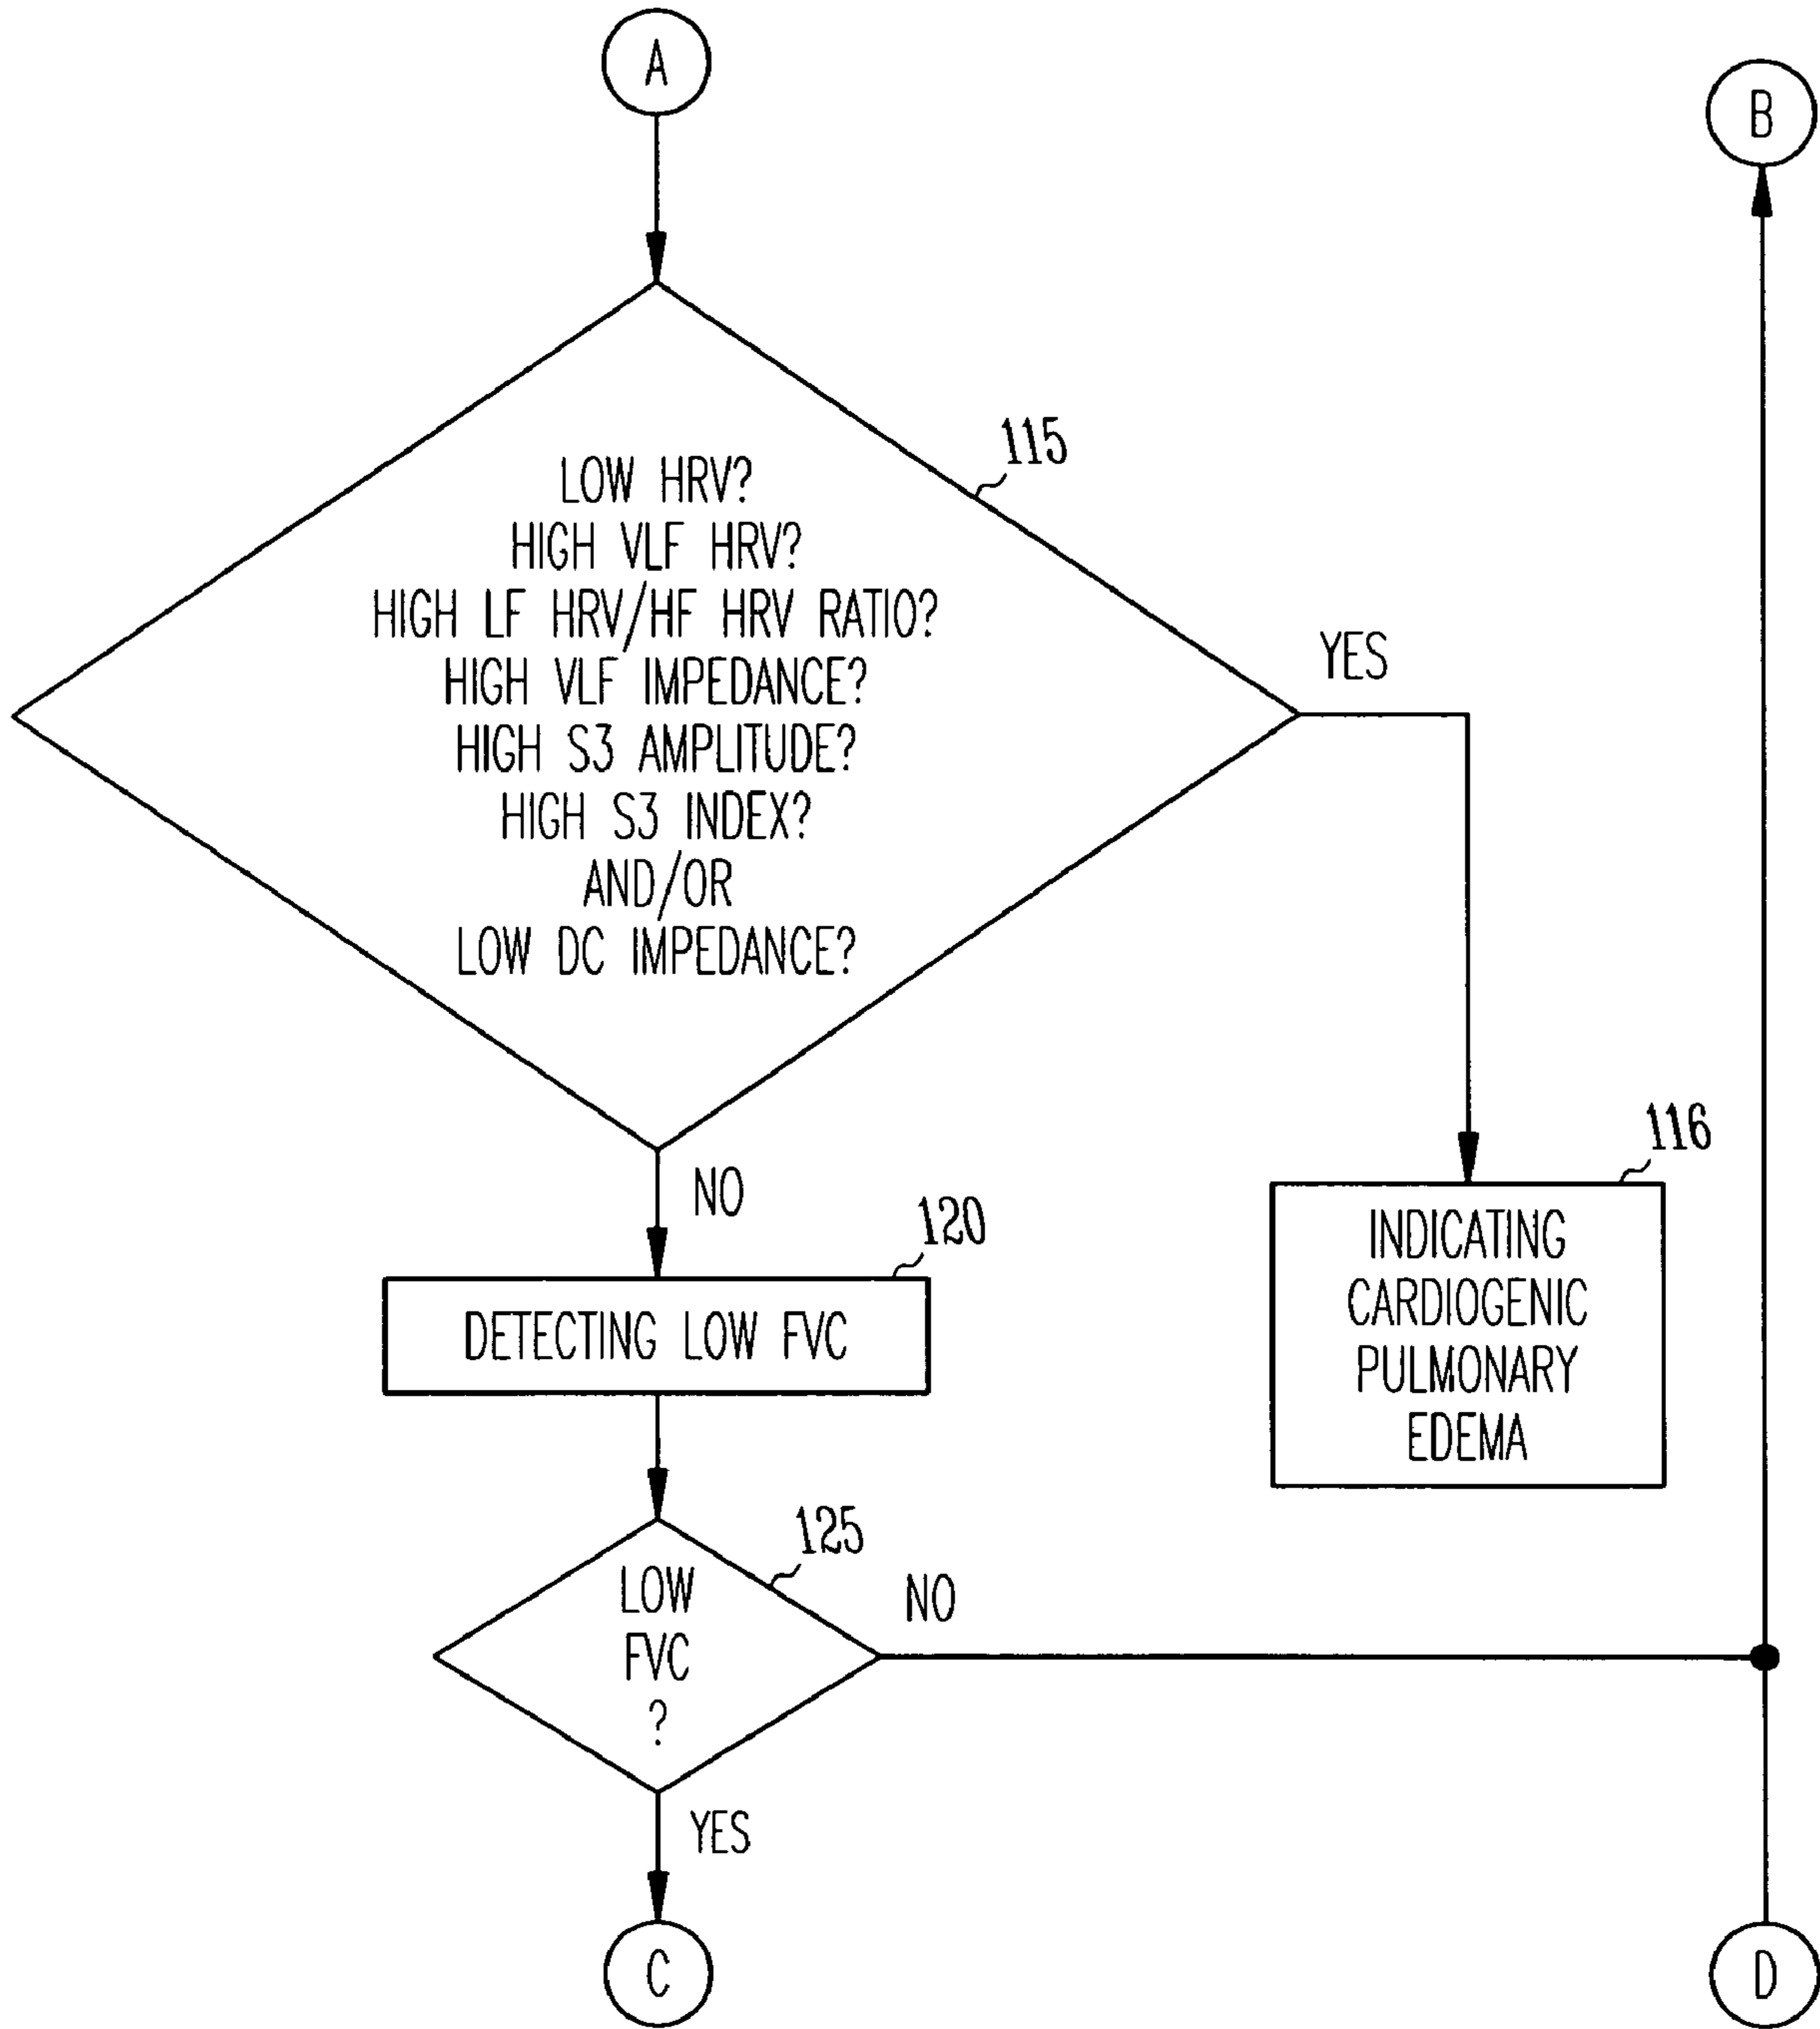 A
B
115
LOW HRV?
HIGH VLF HRV?
HIGH LF HRV/HF HRV RATIO?
HIGH VLF IMPEDANCE?
HIGH S3 AMPLITUDE?
HIGH S3 INDEX?
AND/OR
LOW DC IMPEDANCE?
YES
NO
116
INDICATING
CARDIOGENIC
PULMONARY
EDEMA
120
DETECTING LOW FVC
125
LOW
FVC
?
NO
YES
C
D